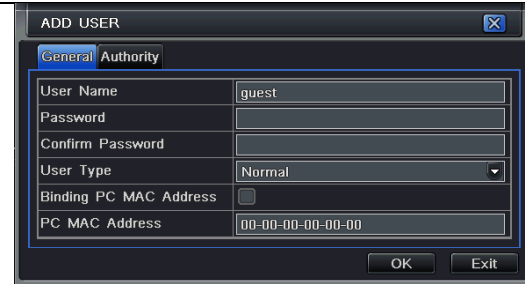 ADD USER
General Authority
User Name guest
Password
Confirm Password
User Type Normal
Binding PC MAC Address
PC MAC Address 00-00-00-00-00-00
OK Exit